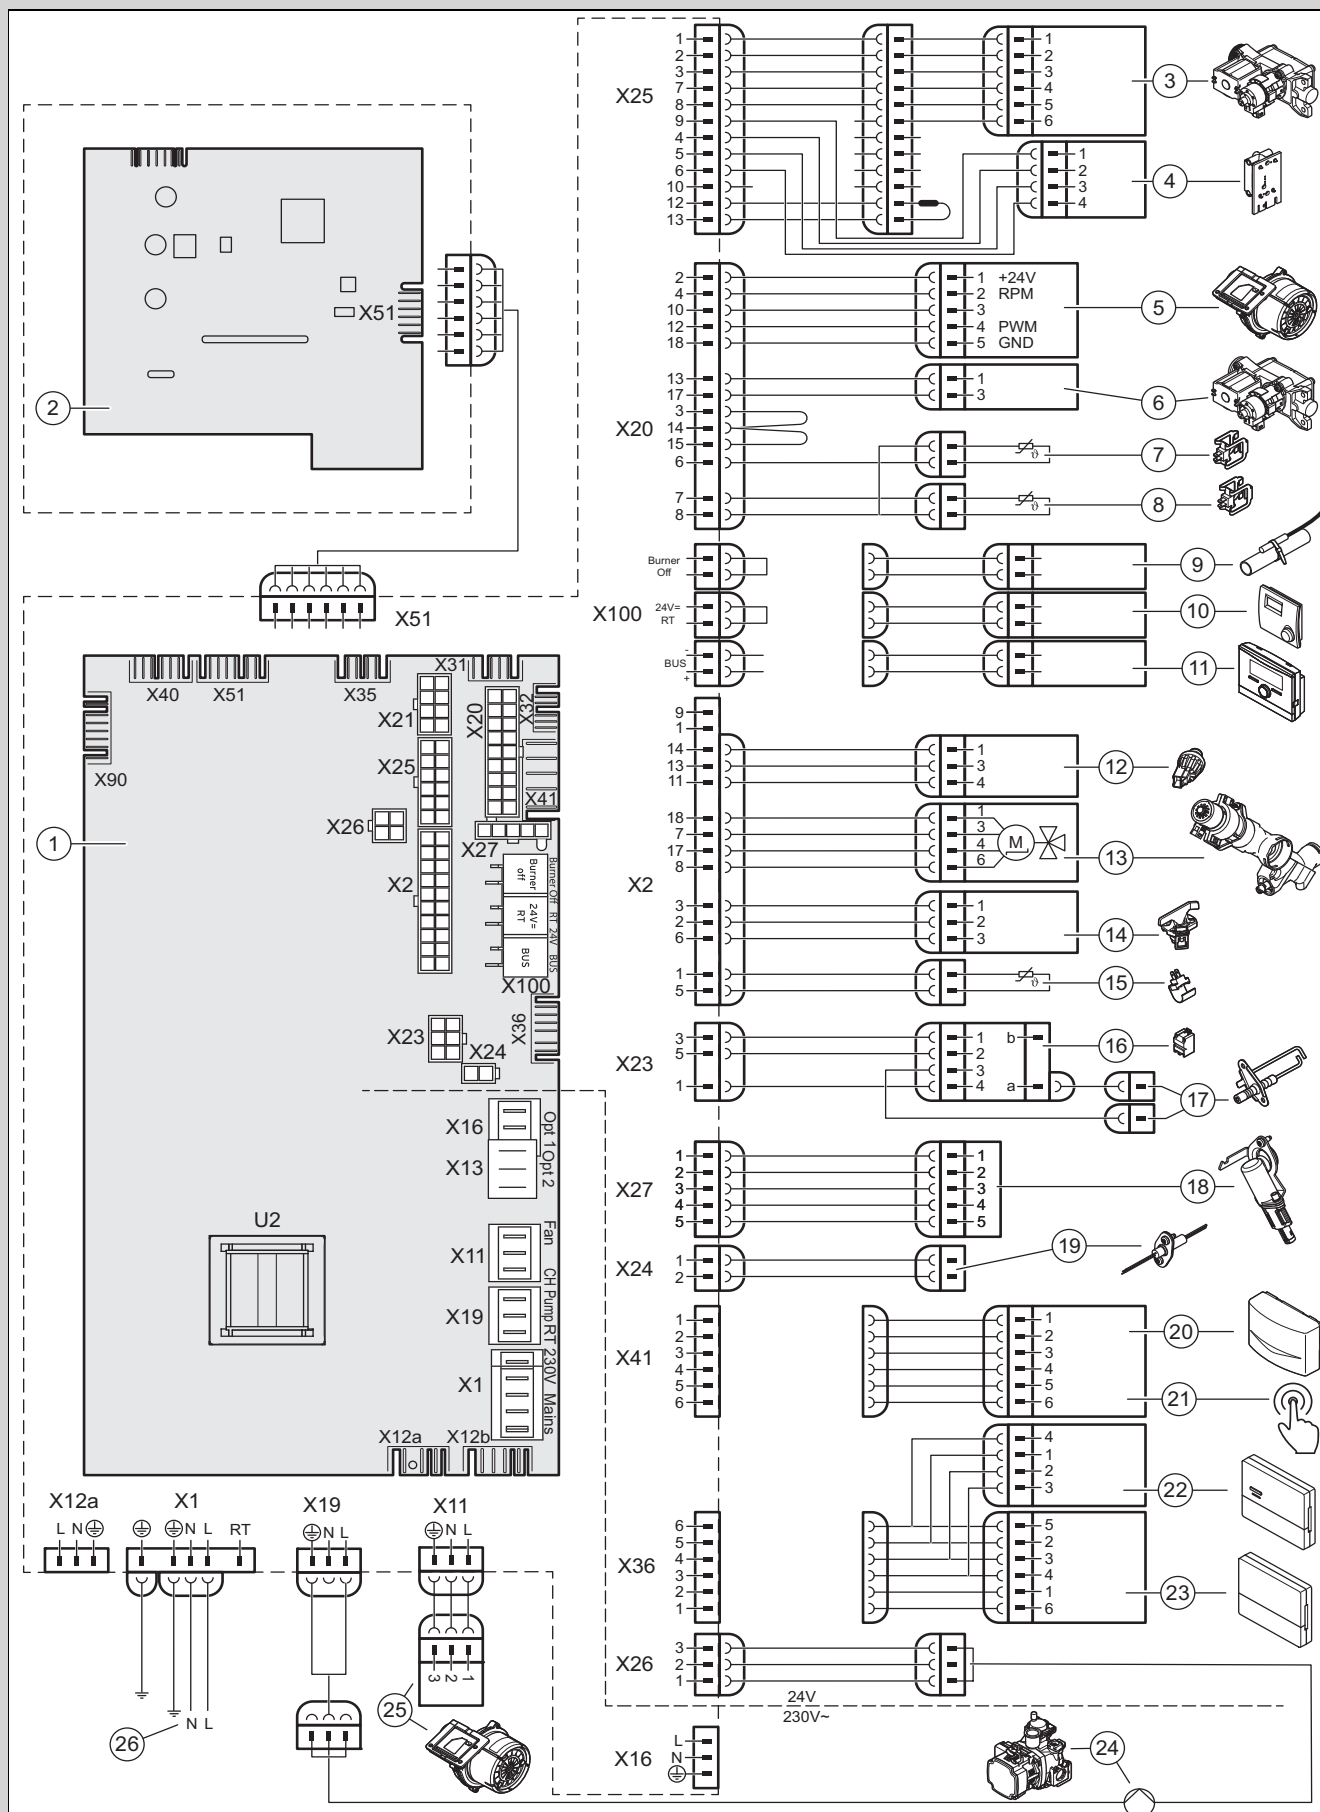 X25
1
2
3
7
8
9
4
5
6
10
12
13
1
2
3
4
5
6
3
1
2
3
4
4
X51
2
X20
2
4
10
12
18
13
17
3
14
15
6
7
8
1 +24V
2 RPM
3
4 PWM
5 GND
5
1
3
6
ϑ
7
ϑ
8
X51
X100
Burner
Off
24V=
RT
-
BUS
+
9
10
11
X40
X51
X35
X31
X21
X20
X32
X90
X25
X41
X26
X27
1
X2
Burner
off
Burner Off
24V=
RT
RT 24V
BUS
BUS
X100
X23
X36
X24
X16
Opt 1
X13
Opt 2
U2
Fan
X11
CH Pump
X19
RT 230V
X1
Mains
X12a
X12b
X2
9
1
14
13
11
18
7
17
8
3
2
6
1
5
1
3
4
12
1
3
4
6
M
13
1
2
3
14
ϑ
15
X23
3
5
1
1
2
3
4
b
a
16
17
X27
1
2
3
4
5
1
2
3
4
5
18
X24
1
2
19
X41
1
2
3
4
5
6
1
2
3
4
5
6
20
21
4
1
2
3
22
X36
6
5
4
3
2
1
5
2
3
4
1
6
23
X26
3
2
1
24V
230V~
X16
L
N
24
X12a
L N
X1
N L
RT
X19
N L
X11
N L
3 2 1
25
26
N L